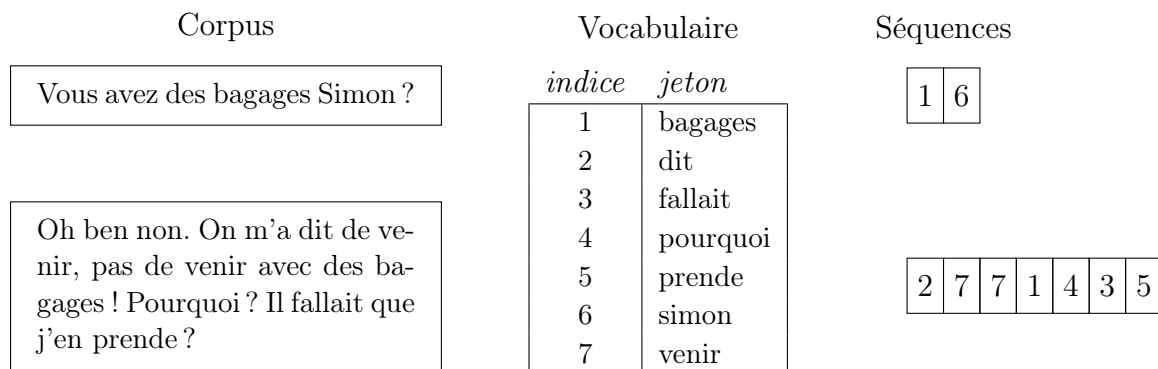 Corpus
Vocabulaire
Séquences
Vous avez des bagages Simon ?
Oh ben non. On m'a dit de ve-
nir, pas de venir avec des ba-
gages ! Pourquoi ? Il fallait que
j'en prende ?
indice jeton
1 bagages
2 dit
3 fallait
4 pourquoi
5 prende
6 simon
7 venir
1 6
2 7 7 1 4 3 5